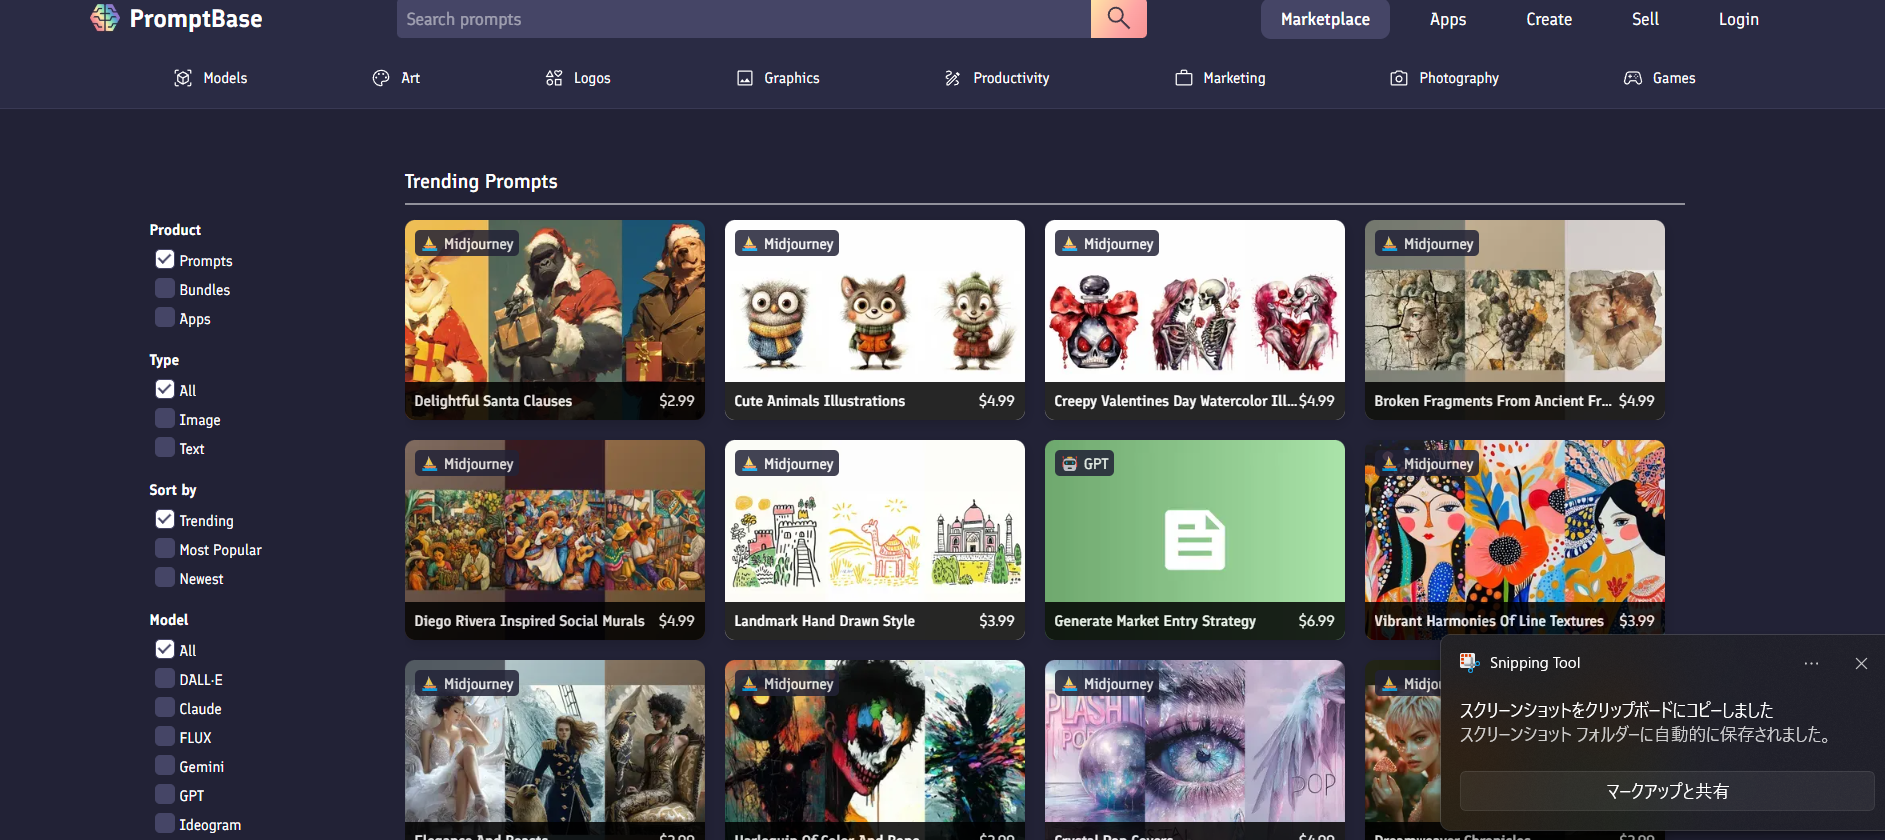 PromptBase
Search prompts
Marketplace
Apps
Create
Sell
Login
Models
Art
Logos
Graphics
Productivity
Marketing
Photography
Games
Trending Prompts
Product
Prompts
Bundles
Apps
Type
All
Image
Text
Sort by
Trending
Most Popular
Newest
Model
All
DALL·E
Claude
FLUX
Gemini
GPT
Ideogram
Midjourney
Delightful Santa Clauses $2.99
Midjourney
Cute Animals Illustrations $4.99
Midjourney
Creepy Valentines Day Watercolor Ill... $4.99
Midjourney
Broken Fragments From Ancient Fr... $4.99
Midjourney
Diego Rivera Inspired Social Murals $4.99
Midjourney
Landmark Hand Drawn Style $3.99
GPT
Generate Market Entry Strategy $6.99
Midjourney
Vibrant Harmonies Of Line Textures $3.99
Midjourney
Midjourney
Midjourney
PLASH
PO
POP
Midjo
Snipping Tool
スクリーンショットをクリップボードにコピーしました
スクリーンショット フォルダーに自動的に保存されました。
マークアップと共有